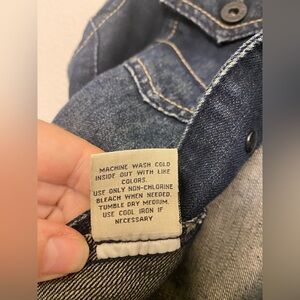 MACHINE WASH COLD
INSIDE OUT WITH LIKE
COLORS.
USE ONLY NON-CHLORINE
BLEACH WHEN NEEDED.
TUMBLE DRY MEDIUM.
USE COOL IRON IF
NECESSARY